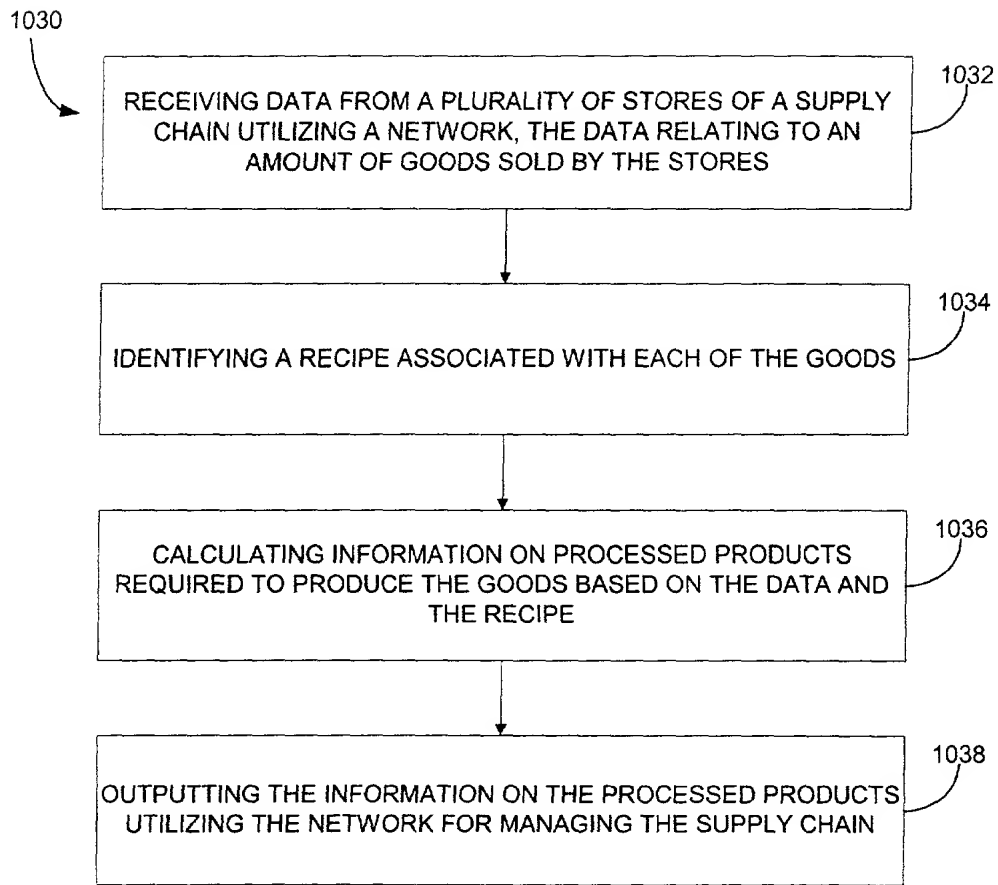 1030
1032
RECEIVING DATA FROM A PLURALITY OF STORES OF A SUPPLY
CHAIN UTILIZING A NETWORK, THE DATA RELATING TO AN
AMOUNT OF GOODS SOLD BY THE STORES
1034
IDENTIFYING A RECIPE ASSOCIATED WITH EACH OF THE GOODS
1036
CALCULATING INFORMATION ON PROCESSED PRODUCTS
REQUIRED TO PRODUCE THE GOODS BASED ON THE DATA AND
THE RECIPE
1038
OUTPUTTING THE INFORMATION ON THE PROCESSED PRODUCTS
UTILIZING THE NETWORK FOR MANAGING THE SUPPLY CHAIN